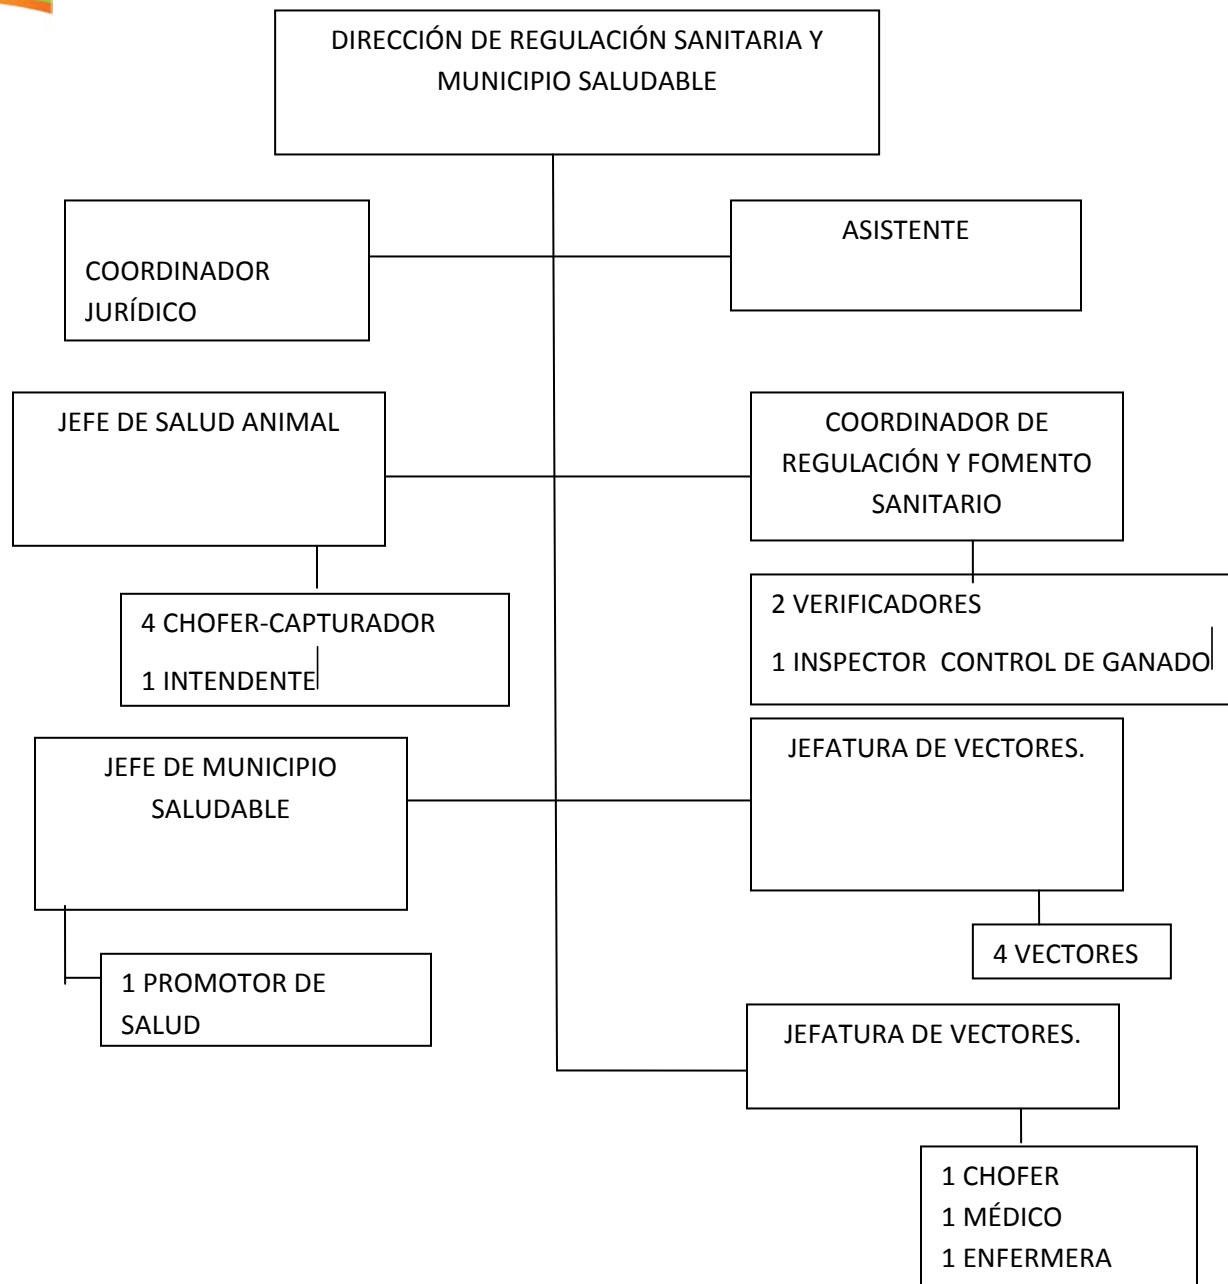 DIRECCIÓN DE REGULACIÓN SANITARIA Y
MUNICIPIO SALUDABLE
COORDINADOR
JURÍDICO
ASISTENTE
JEFE DE SALUD ANIMAL
COORDINADOR DE
REGULACIÓN Y FOMENTO
SANITARIO
4 CHOFER-CAPTURADOR
1 INTENDENTE
2 VERIFICADORES
1 INSPECTOR  CONTROL DE GANADO
JEFE DE MUNICIPIO
SALUDABLE
JEFATURA DE VECTORES.
4 VECTORES
1 PROMOTOR DE
SALUD
JEFATURA DE VECTORES.
1 CHOFER
1 MÉDICO
1 ENFERMERA